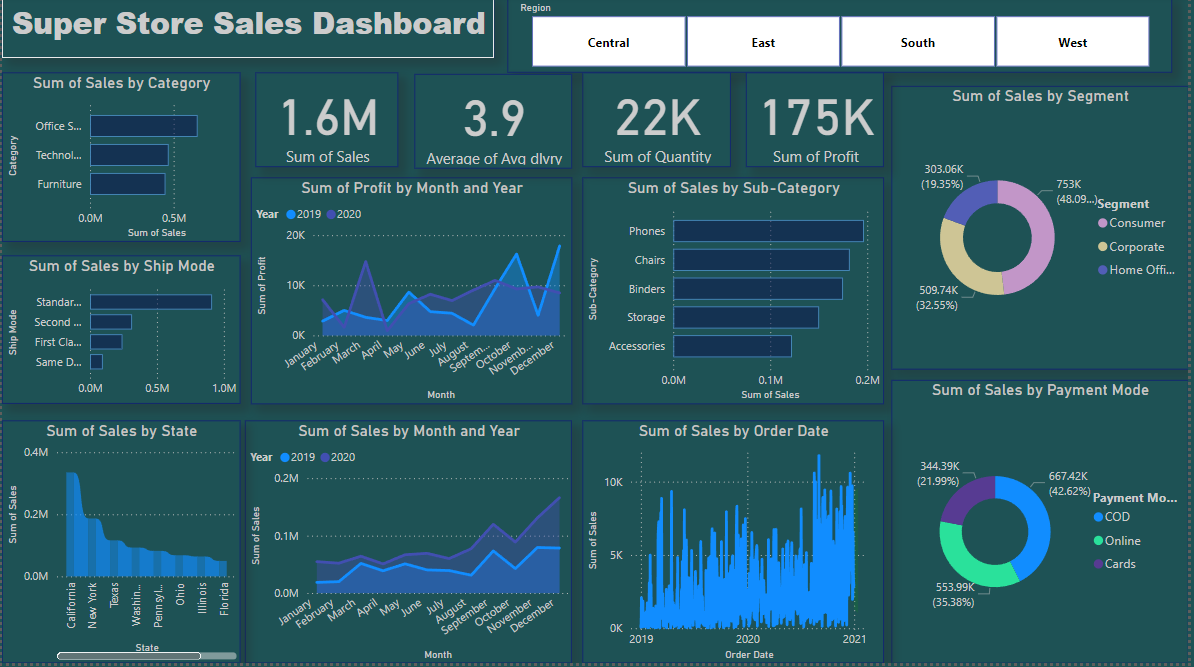 Super Store Sales Dashboard
Region
Central
East
South
West
Sum of Sales by Category
Category
Office S...
Technol...
Furniture
0.0M
0.5M
Sum of Sales
1.6M
Sum of Sales
3.9
Average of Avg dlvry
22K
Sum of Quantity
175K
Sum of Profit
Sum of Sales by Segment
303.06K
(19.35%)
753K
(48.09...)
509.74K
(32.55%)
Segment
Consumer
Corporate
Home Offi...
Sum of Profit by Month and Year
Year 2019 2020
Sum of Profit
20K
10K
0K
January
February
March
April
May
June
July
August
Septem...
October
Novemb...
December
Month
Sum of Sales by Sub-Category
Sub-Category
Phones
Chairs
Binders
Storage
Accessories
0.0M
0.1M
0.2M
Sum of Sales
Sum of Sales by Ship Mode
Ship Mode
Standar...
Second ...
First Cla...
Same D...
0.0M
0.5M
1.0M
Sum of Sales by State
Sum of Sales
0.4M
0.2M
0.0M
California
New York
Texas
Washin...
Pennsyl...
Ohio
Illinois
Florida
State
Sum of Sales by Month and Year
Year 2019 2020
Sum of Sales
0.2M
0.1M
0.0M
January
February
March
April
May
June
July
August
September
October
November
December
Month
Sum of Sales by Order Date
Sum of Sales
10K
5K
0K
2019
2020
2021
Order Date
Sum of Sales by Payment Mode
344.39K
(21.99%)
667.42K
(42.62%)
553.99K
(35.38%)
Payment Mo...
COD
Online
Cards